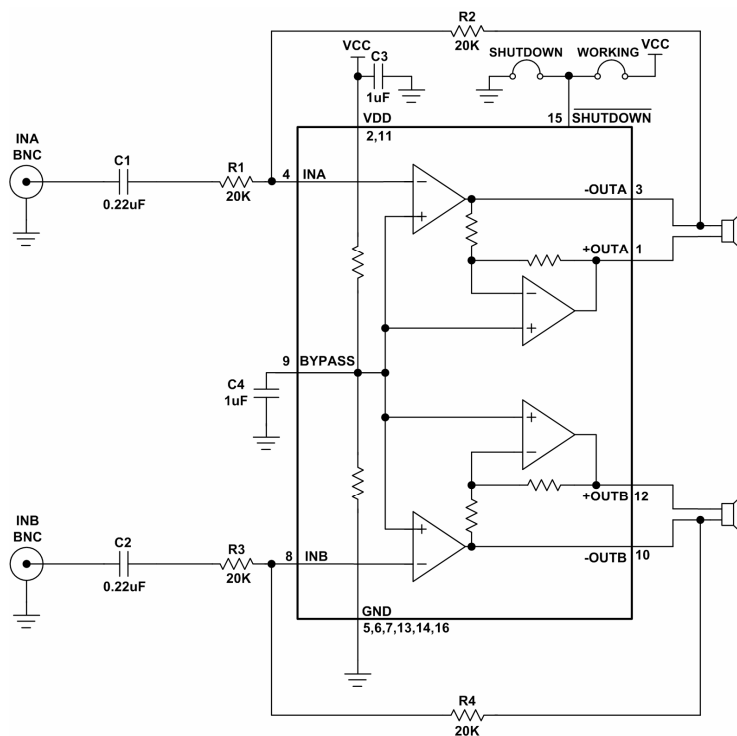 R2
20K
VCC
C3
1uF
SHUTDOWN
WORKING
VCC
VDD
2,11
15
SHUTDOWN
INA
BNC
C1
0.22uF
R1
20K
4
INA
−
+
-OUTA
3
+OUTA
1
−
+
9
BYPASS
C4
1uF
+
−
+OUTB
12
INB
BNC
C2
0.22uF
R3
20K
8
INB
+
−
-OUTB
10
GND
5,6,7,13,14,16
R4
20K